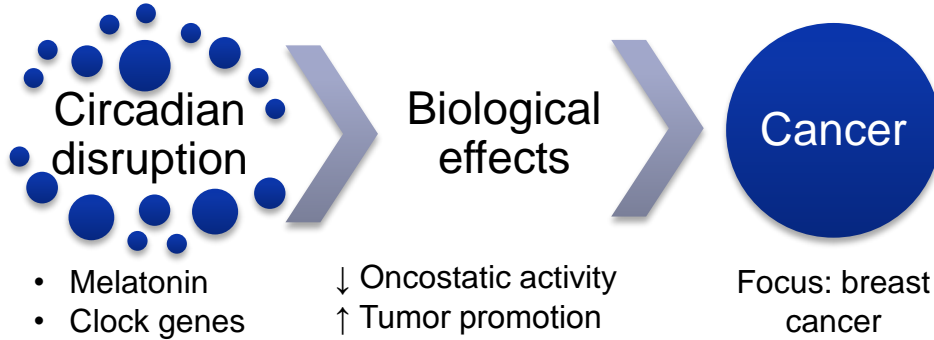 Circadian
disruption
Biological
effects
Cancer
• Melatonin
• Clock genes
↓ Oncostatic activity
↑ Tumor promotion
Focus: breast
cancer